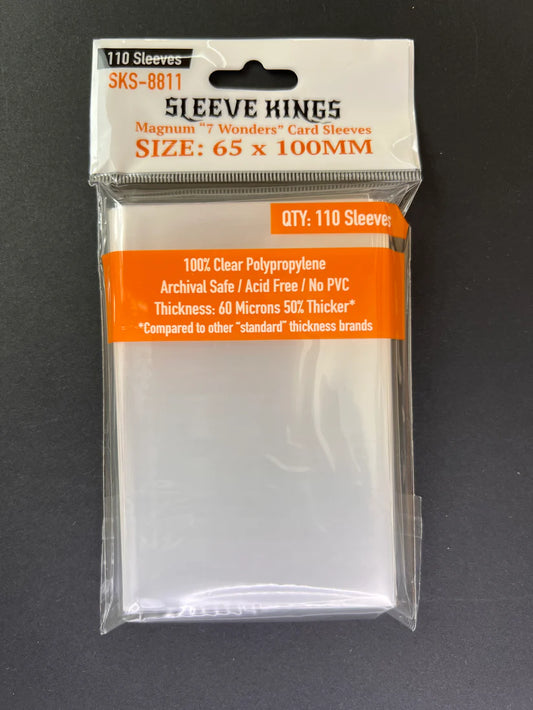 110 Sleeves
SKS-8811
SLEEVE KINGS
Magnum "7 Wonders" Card Sleeves
SIZE: 65 x 100MM
QTY: 110 Sleeves
100% Clear Polypropylene
Archival Safe / Acid Free / No PVC
Thickness: 60 Microns 50% Thicker*
*Compared to other "standard" thickness brands